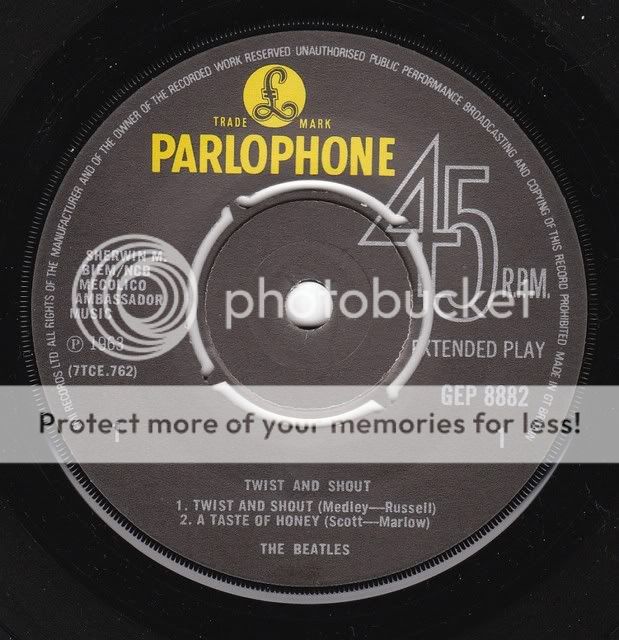 RECORDS LTD ALL RIGHTS OF THE MANUFACTURER AND OF THE OWNER OF THE RECORDED WORK RESERVED UNAUTHORISED PUBLIC PERFORMANCE BROADCASTING AND COPYING OF THIS RECORD PROHIBITED MADE IN GT BRITAIN
£
TRADE MARK
PARLOPHONE
45
R.P.M.
SHERWIN M.
BIEM/NCB
MECOLICO
AMBASSADOR
MUSIC
photobucket
Ⓟ 1963
(7TCE.762)
EXTENDED PLAY
GEP 8882
Protect more of your memories for less!
1
TWIST AND SHOUT
1. TWIST AND SHOUT (Medley—Russell)
2. A TASTE OF HONEY (Scott—Marlow)
THE BEATLES